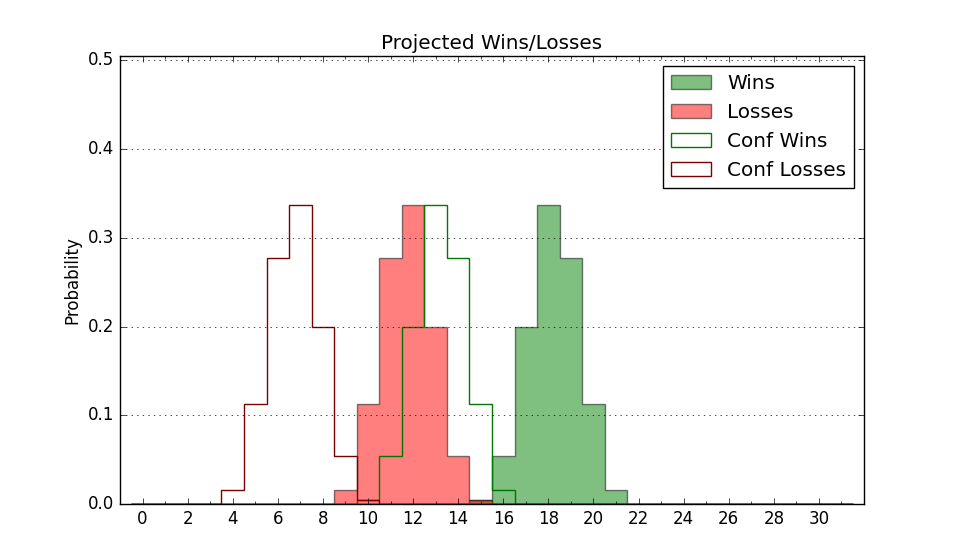 Projected Wins/Losses
0.5
0.4
0.3
0.2
0.1
0.0
Probability
Wins
Losses
Conf Wins
Conf Losses
0 2 4 6 8 10 12 14 16 18 20 22 24 26 28 30